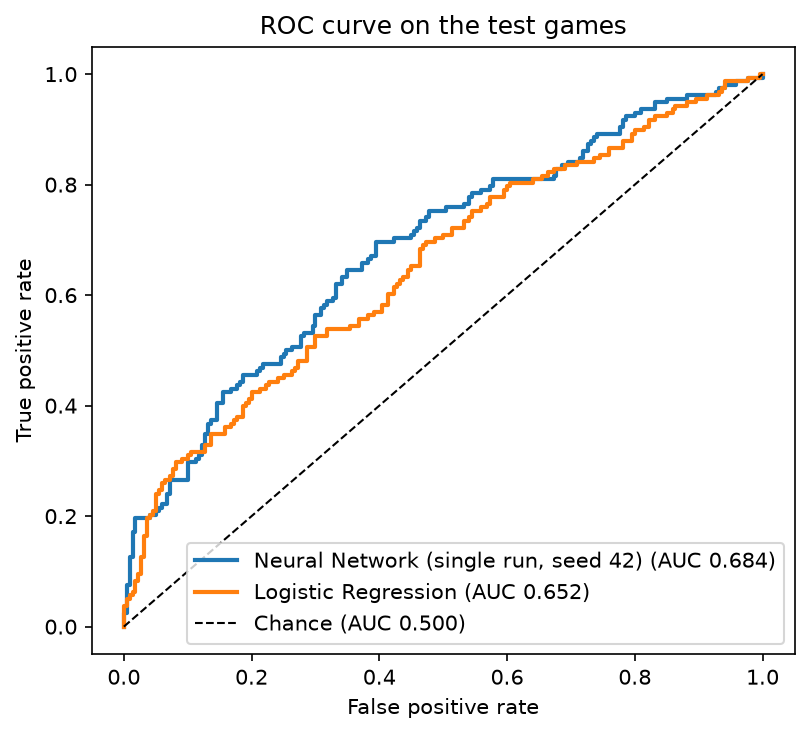 ROC curve on the test games
True positive rate
1.0
0.8
0.6
0.4
0.2
0.0
Neural Network (single run, seed 42) (AUC 0.684)
Logistic Regression (AUC 0.652)
Chance (AUC 0.500)
0.0 0.2 0.4 0.6 0.8 1.0
False positive rate